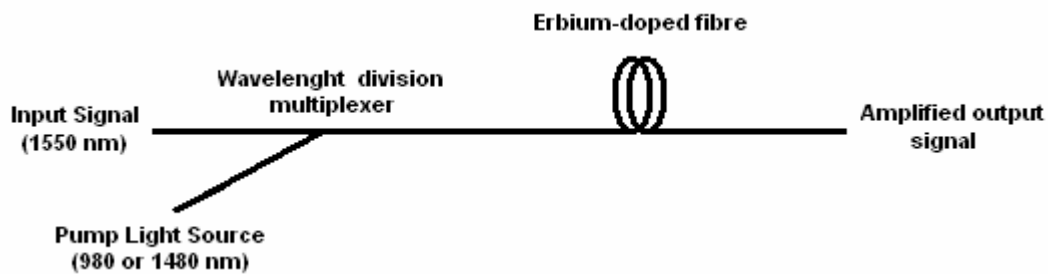 Erbium-doped fibre
Wavelenght division
multiplexer
Input Signal
(1550 nm)
Amplified output
signal
Pump Light Source
(980 or 1480 nm)